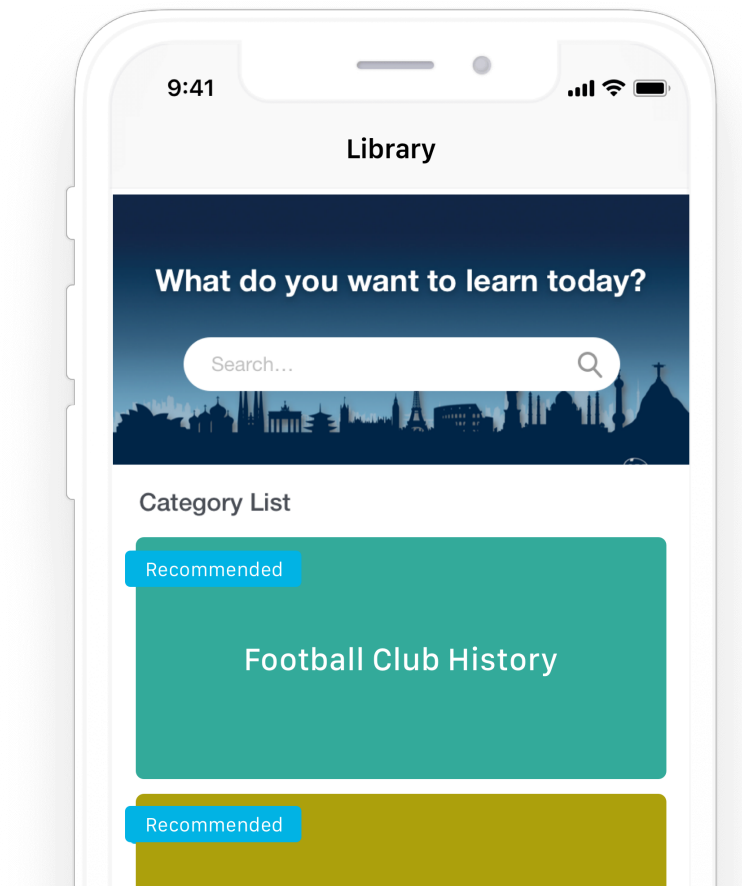 9:41
Library
What do you want to learn today?
Search...
Category List
Recommended
Football Club History
Recommended